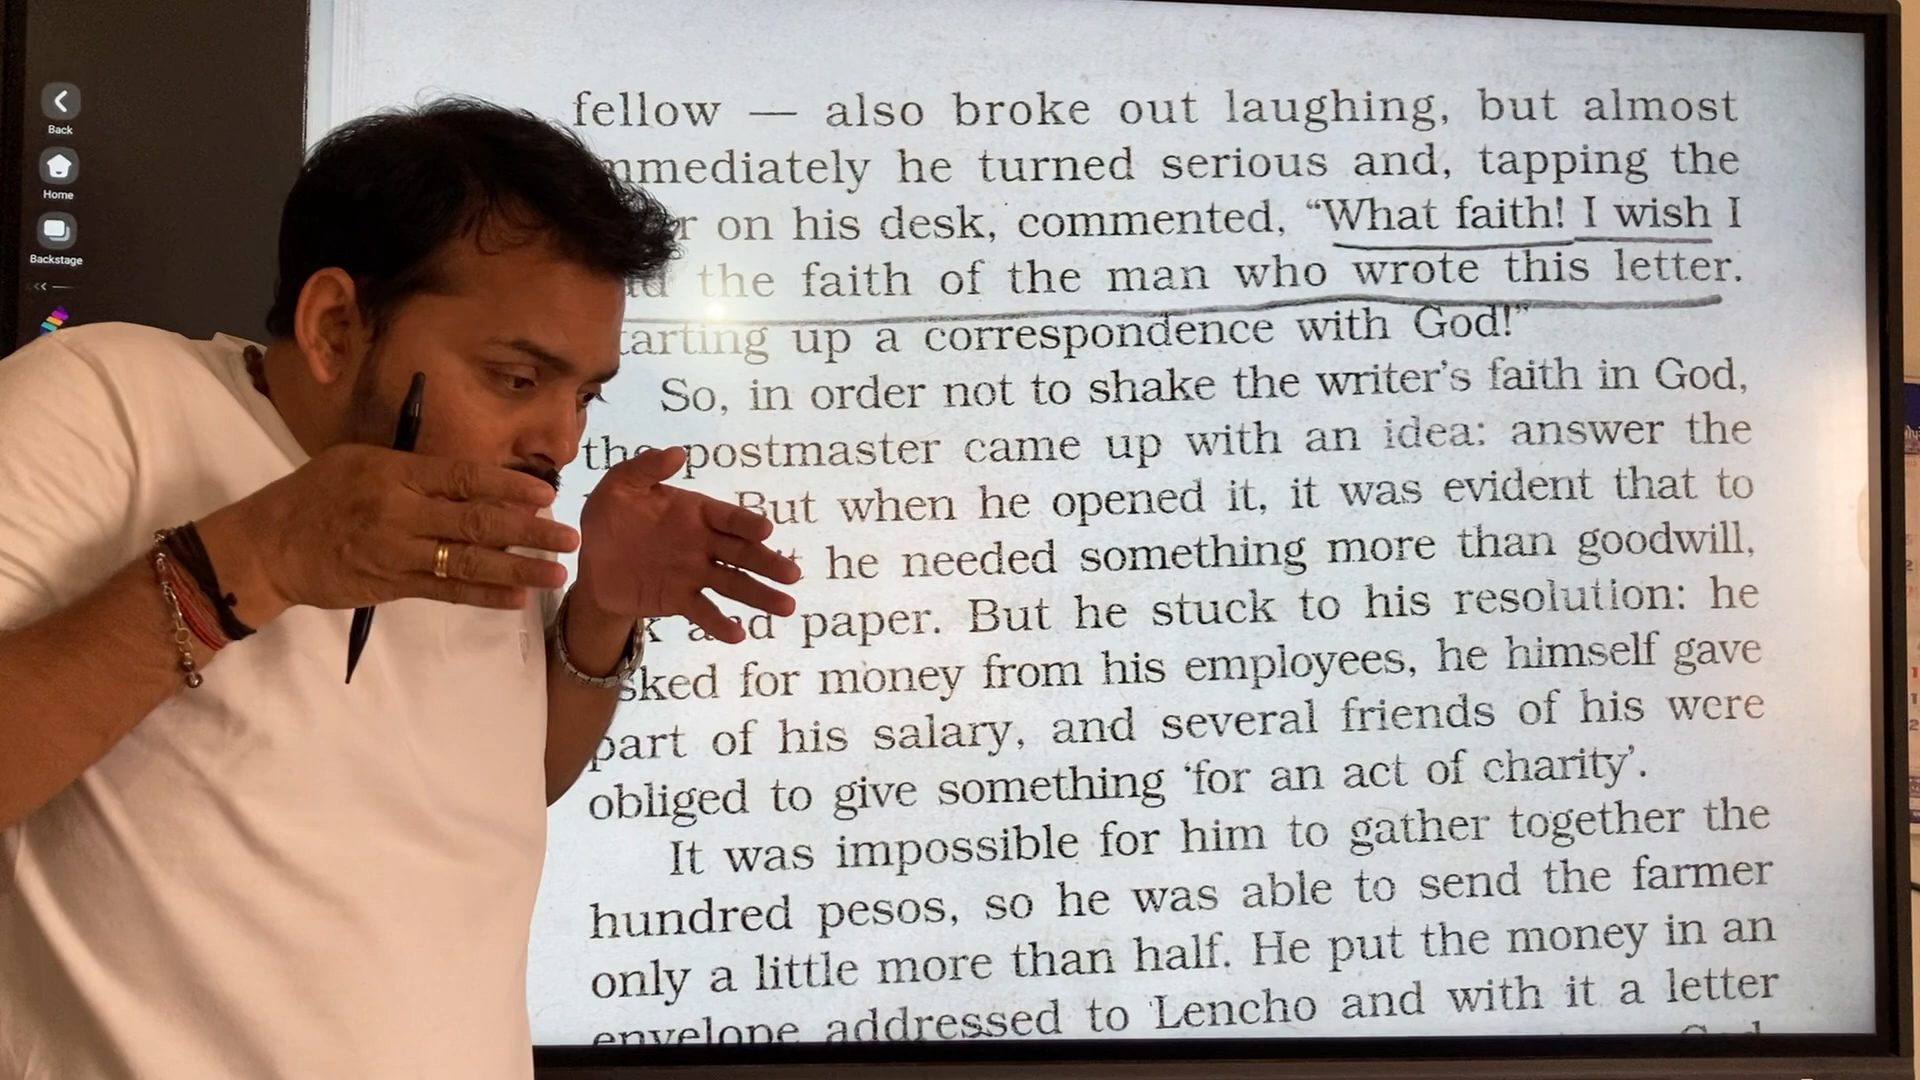 Back
Home
Backstage
fellow — also broke out laughing, but almost
he turned serious and, tapping the
on his desk, commented, “What faith! I wish I
the faith of the man who wrote this letter.
up a correspondence with God!”
So, in order not to shake the writer’s faith in God,
the postmaster came up with an idea: answer the
But when he opened it, it was evident that to
he needed something more than goodwill,
and paper. But he stuck to his resolution: he
for money from his employees, he himself gave
part of his salary, and several friends of his were
obliged to give something ‘for an act of charity’.
It was impossible for him to gather together the
hundred pesos, so he was able to send the farmer
only a little more than half. He put the money in an
envelope addressed to Lencho and with it a letter